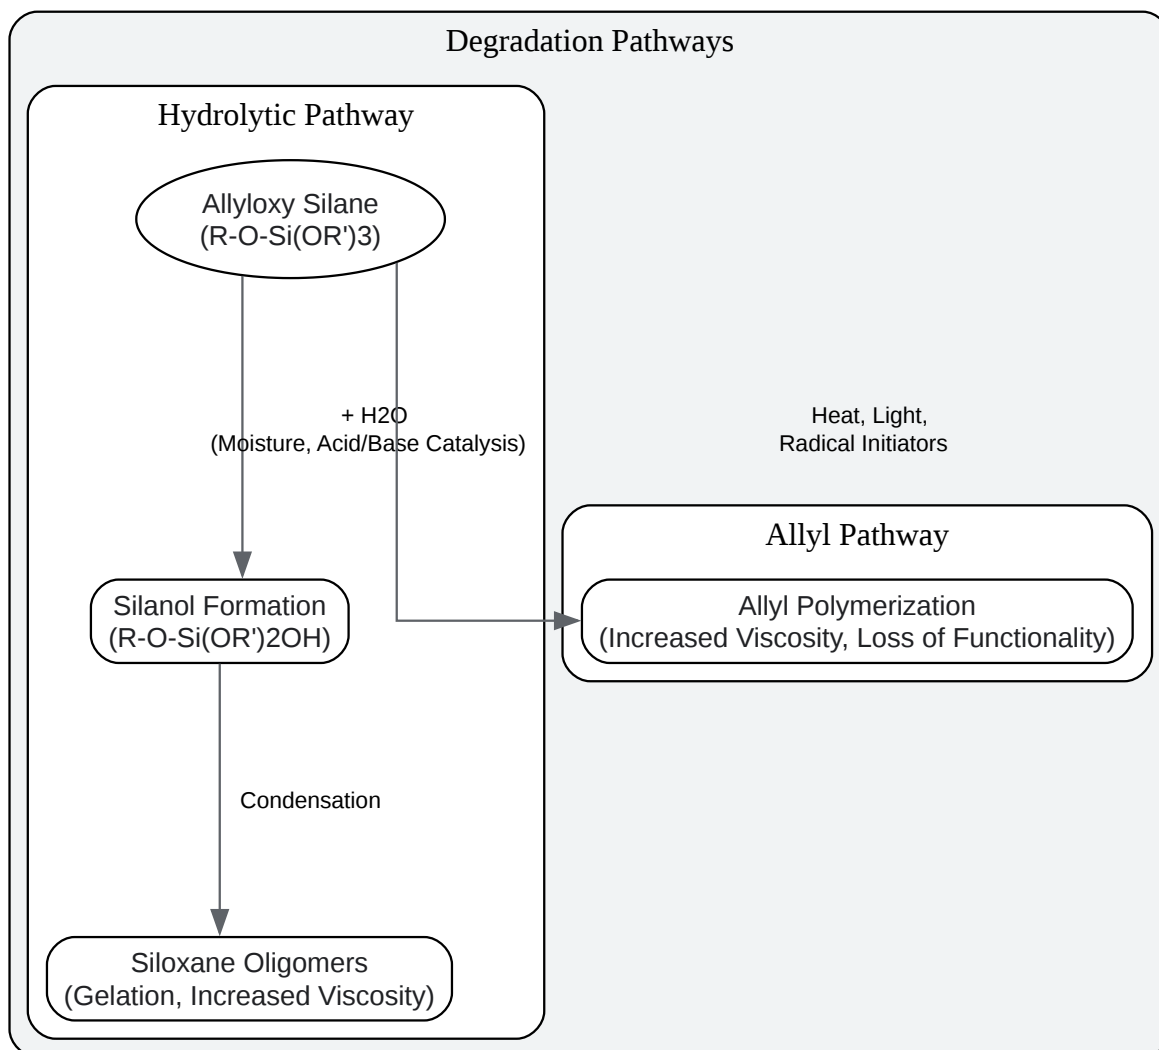 Degradation Pathways
Hydrolytic Pathway
Allyloxy Silane
(R-O-Si(OR')3)
+ H2O
(Moisture, Acid/Base Catalysis)
Heat, Light,
Radical Initiators
Allyl Pathway
Silanol Formation
(R-O-Si(OR')2OH)
Allyl Polymerization
(Increased Viscosity, Loss of Functionality)
Condensation
Siloxane Oligomers
(Gelation, Increased Viscosity)